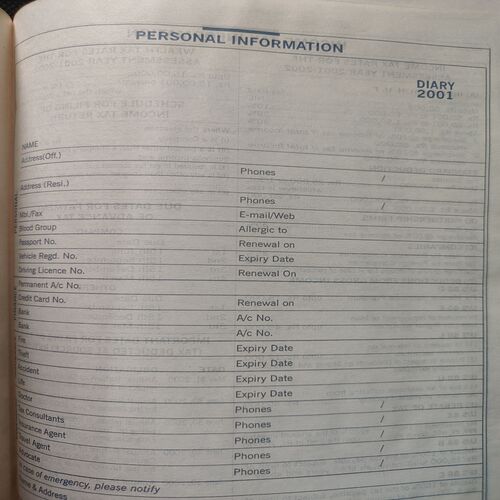 PERSONAL INFORMATION
DIARY
2001
NAME
Address(Off.)
Phones /
Address (Resi.)
Phones /
Mol./Fax E-mail/Web
Blood Group Allergic to
Passport No. Renewal on
Vehicle Regd. No. Expiry Date
Driving Licence No. Renewal On
Permanent A/c No.
Credit Card No. Renewal on
Bank A/c No.
Bank A/c No.
Fire Expiry Date
Theft Expiry Date
Accident Expiry Date
Life Expiry Date
Doctor Phones /
Tax Consultants Phones /
Insurance Agent Phones /
Travel Agent Phones /
Advocate Phones /
In case of emergency, please notify
Name & Address